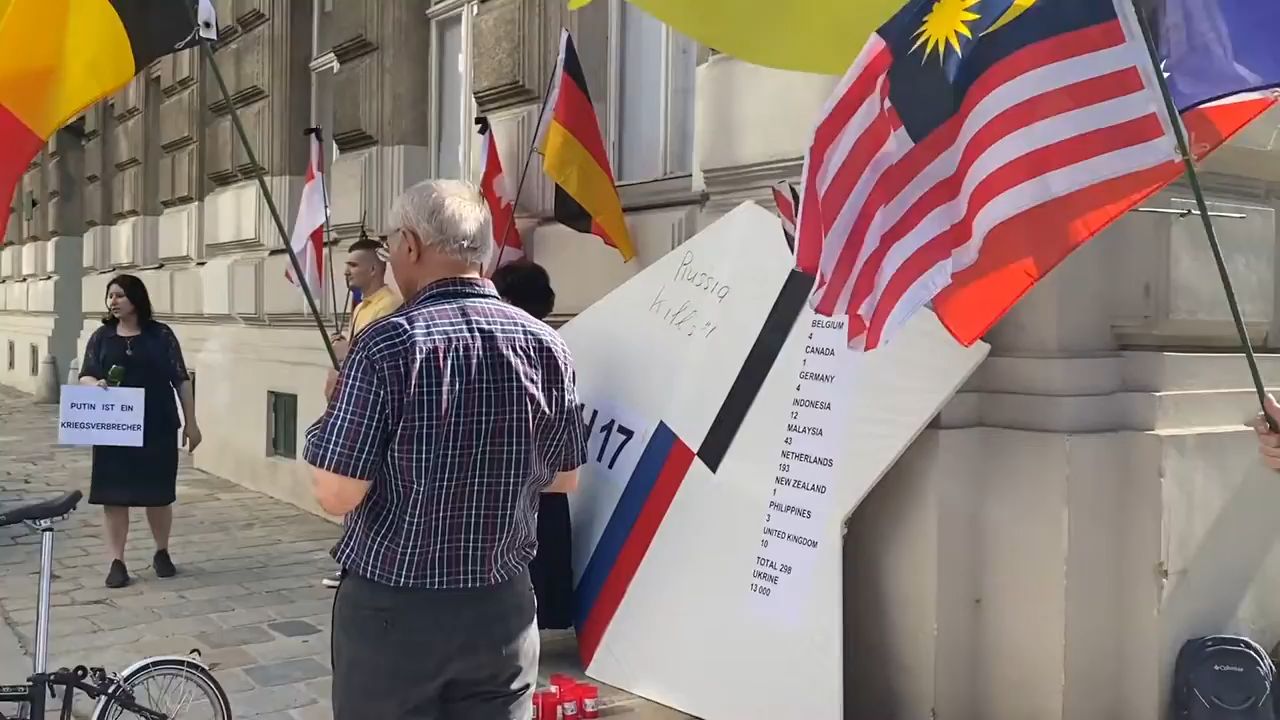 PUTIN IST EIN
KRIEGSVERBRECHER
Russia
Kills!!
H17
BELGIUM
4
CANADA
1
GERMANY
4
INDONESIA
12
MALAYSIA
43
NETHERLANDS
193
NEW ZEALAND
1
PHILIPPINES
3
UNITED KINGDOM
10
TOTAL 298
UKRINE
13 000
Columbia